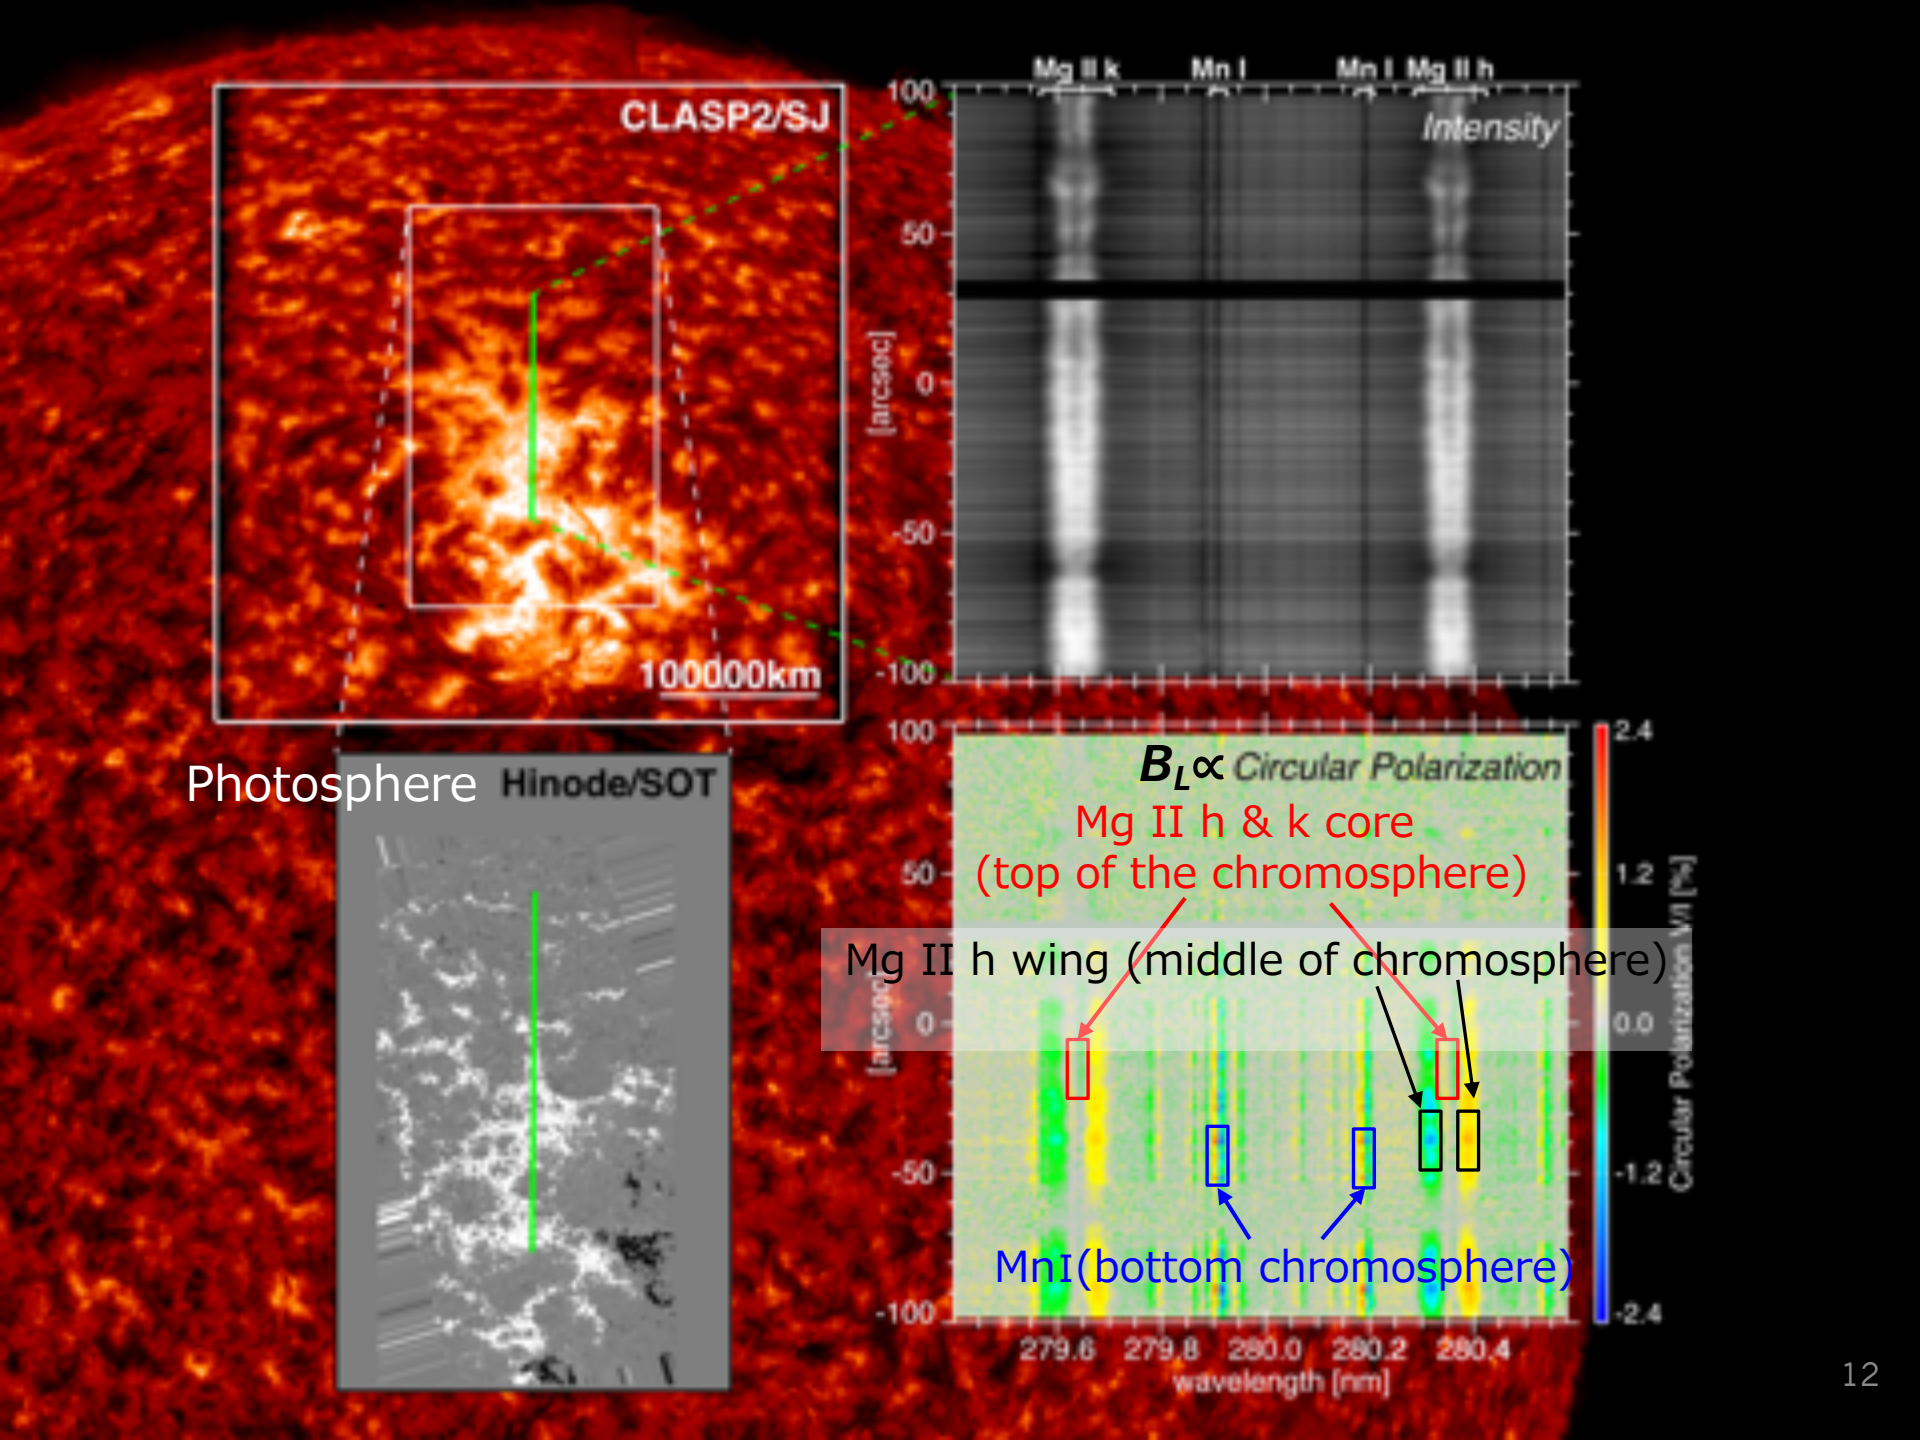 CLASP2/SJ
100000km
Mg II k Mn I Mn I Mg II h
Intensity
100
50
0
-50
-100
[arcsec]
Photosphere
Hinode/SOT
B_L∝ Circular Polarization
Mg II h & k core
(top of the chromosphere)
Mg II h wing (middle of chromosphere)
MnI(bottom chromosphere)
100
50
0
-50
-100
[arcsec]
279.6 279.8 280.0 280.2 280.4
wavelength [nm]
2.4
1.2
0.0
-1.2
-2.4
Circular Polarization V/I [%]
12